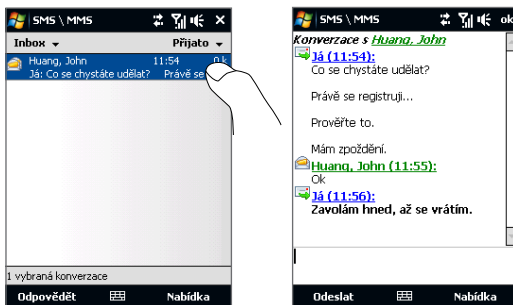 SMS \ MMS
Inbox
Přijato
Huang, John 11:54 0 k
Já: Co se chystáte udělat? Právě se
1 vybraná konverzace
Odpovědět
Nabídka
SMS \ MMS ok
Konverzace s Huang, John
Já (11:54):
Co se chystáte udělat?
Právě se registruji...
Prověřte to.
Mám zpoždění.
Huang, John (11:55):
Ok
Já (11:56):
Zavolám hned, až se vrátím.
Odeslat
Nabídka